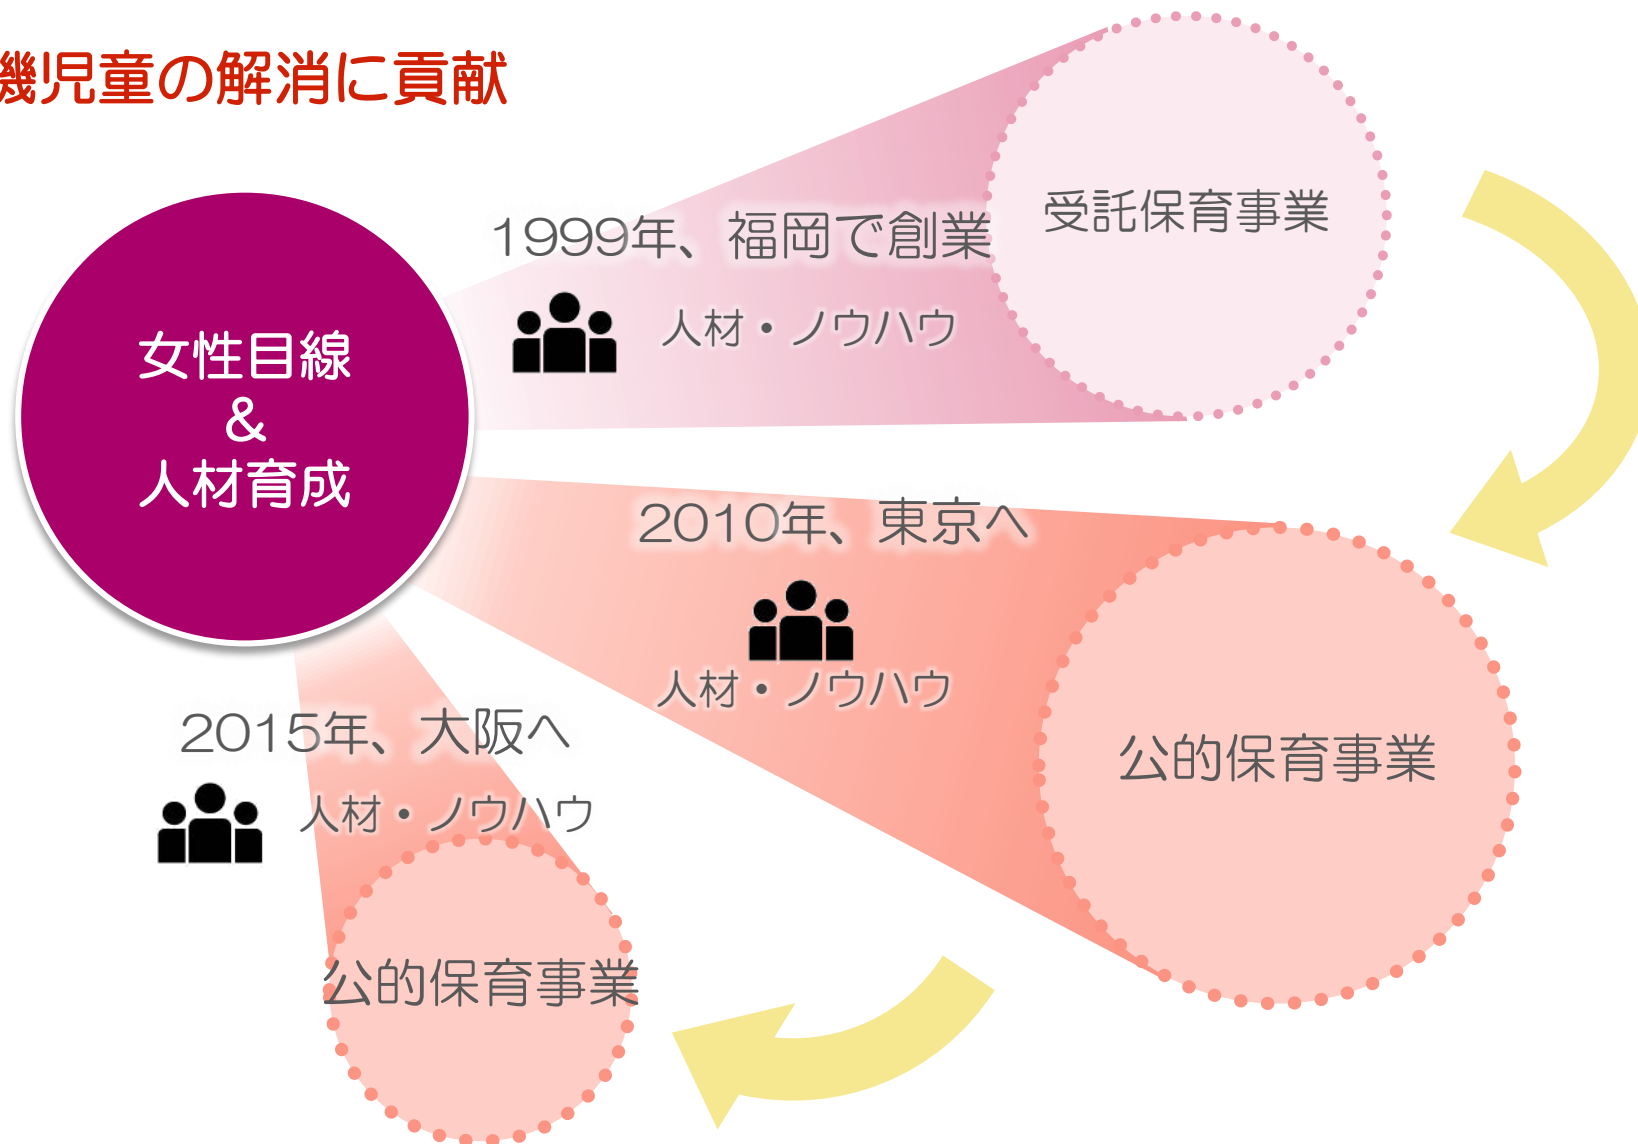 機児童の解消に貢献
1999年、福岡で創業
人材・ノウハウ
受託保育事業
女性目線
&
人材育成
2010年、東京へ
人材・ノウハウ
公的保育事業
2015年、大阪へ
人材・ノウハウ
公的保育事業